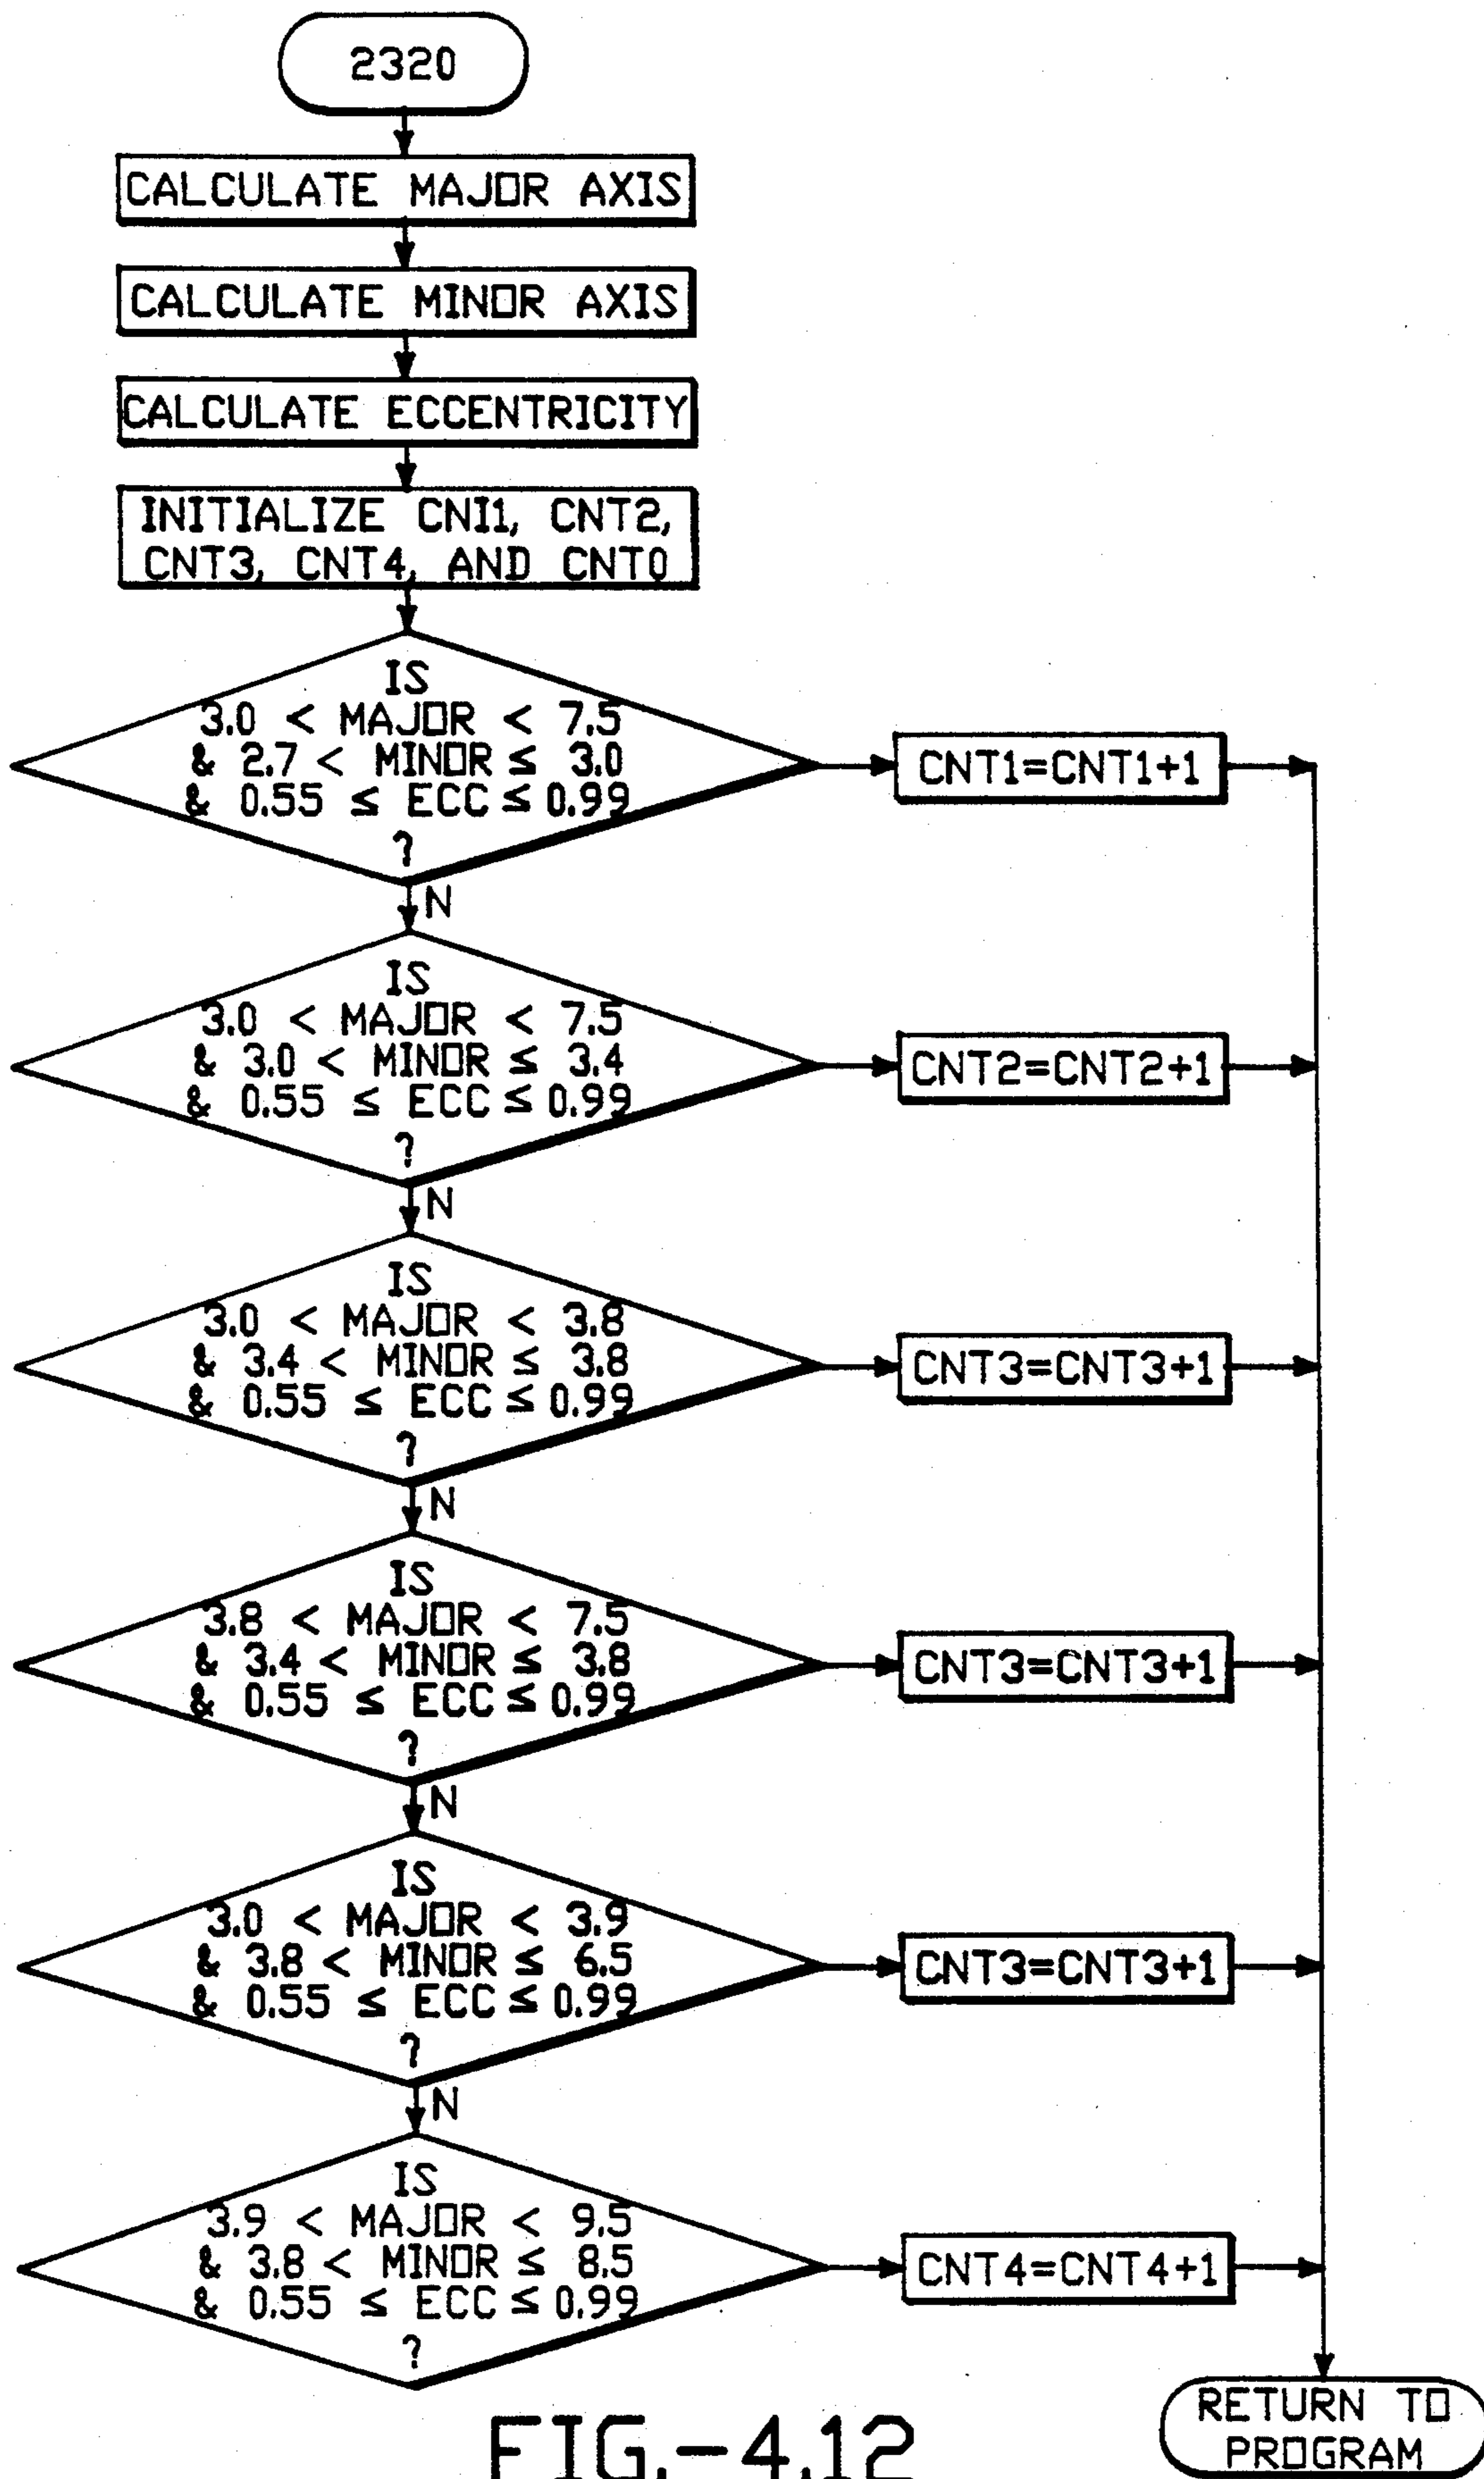 2320
CALCULATE MAJOR AXIS
CALCULATE MINOR AXIS
CALCULATE ECCENTRICITY
INITIALIZE CNI1, CNT2,
CNT3, CNT4, AND CNT0
IS
3.0 < MAJOR < 7.5
& 2.7 < MINOR ≤ 3.0
& 0.55 ≤ ECC ≤ 0.99
?
CNT1=CNT1+1
N
IS
3.0 < MAJOR < 7.5
& 3.0 < MINOR ≤ 3.4
& 0.55 ≤ ECC ≤ 0.99
?
CNT2=CNT2+1
N
IS
3.0 < MAJOR < 3.8
& 3.4 < MINOR ≤ 3.8
& 0.55 ≤ ECC ≤ 0.99
?
CNT3=CNT3+1
N
IS
3.8 < MAJOR < 7.5
& 3.4 < MINOR ≤ 3.8
& 0.55 ≤ ECC ≤ 0.99
?
CNT3=CNT3+1
N
IS
3.0 < MAJOR < 3.9
& 3.8 < MINOR ≤ 6.5
& 0.55 ≤ ECC ≤ 0.99
?
CNT3=CNT3+1
N
IS
3.9 < MAJOR < 9.5
& 3.8 < MINOR ≤ 8.5
& 0.55 ≤ ECC ≤ 0.99
?
CNT4=CNT4+1
RETURN TO
PROGRAM
FIG.-4.12